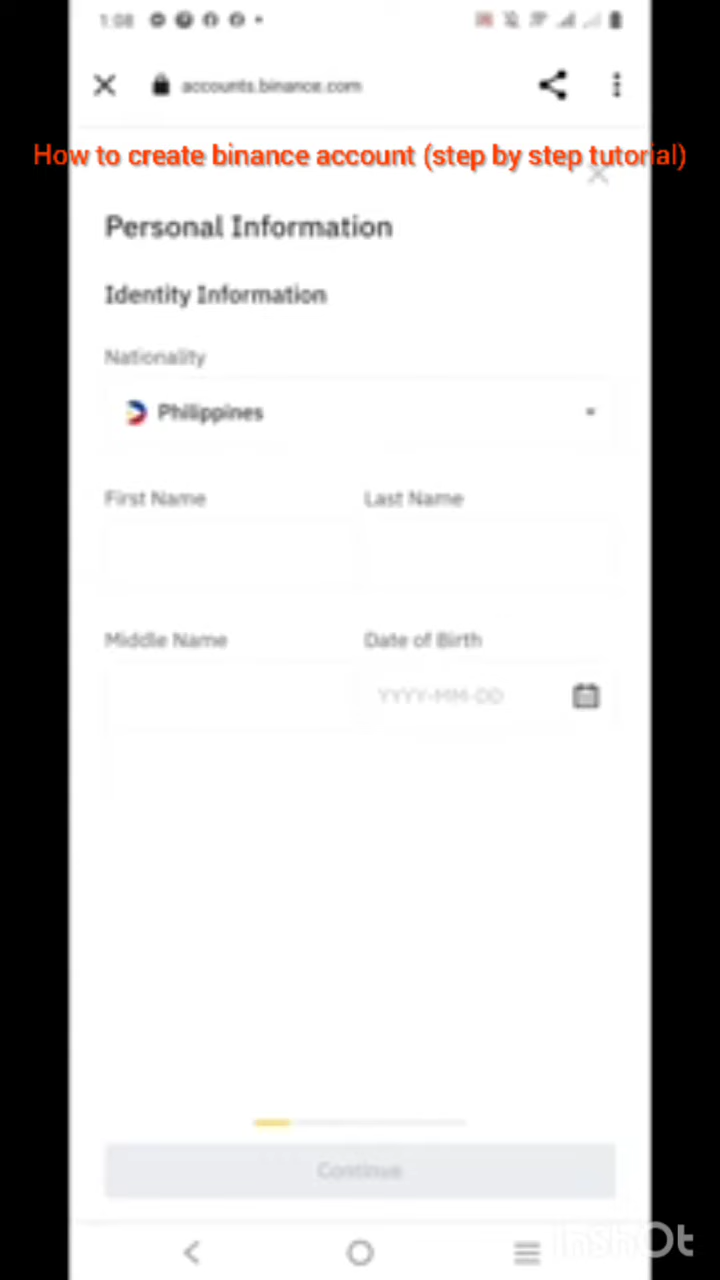 1:08
accounts.binance.com
How to create binance account (step by step tutorial)
Personal Information
Identity Information
Nationality
Philippines
First Name Last Name
Middle Name Date of Birth
YYYY-MM-DD
Continue
InShOt